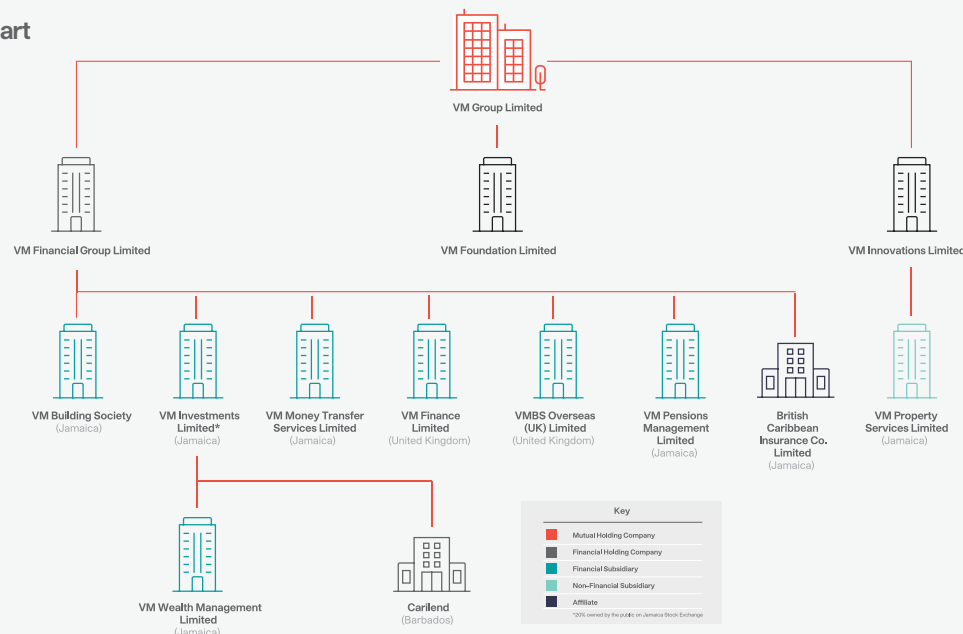 art
VM Group Limited
VM Financial Group Limited
VM Foundation Limited
VM Innovations Limited
VM Building Society
(Jamaica)
VM Investments
Limited*
(Jamaica)
VM Money Transfer
Services Limited
(Jamaica)
VM Finance
Limited
(United Kingdom)
VMBS Overseas
(UK) Limited
(United Kingdom)
VM Pensions
Management
Limited
(Jamaica)
British
Caribbean
Insurance Co.
Limited
(Jamaica)
VM Property
Services Limited
(Jamaica)
VM Wealth Management
Limited
(Jamaica)
Carilend
(Barbados)
Key
Mutual Holding Company
Financial Holding Company
Financial Subsidiary
Non-Financial Subsidiary
Affiliate
*20% owned by the public on Jamaica Stock Exchange